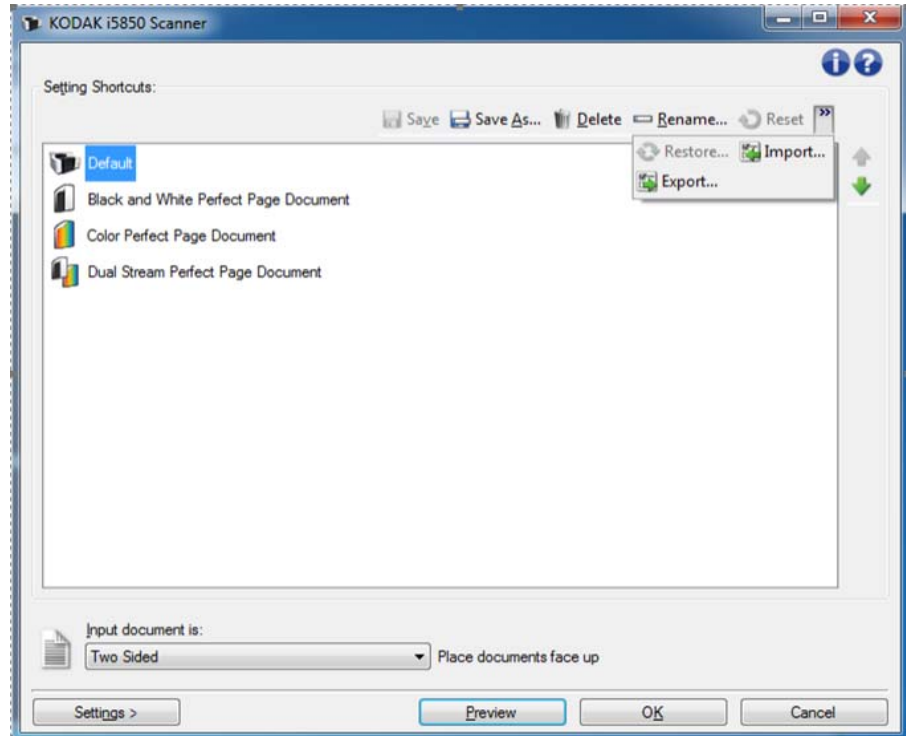 KODAK i5850 Scanner
Setting Shortcuts:
Save Save As... Delete Rename... Reset »
Restore... Import...
Export...
Default
Black and White Perfect Page Document
Color Perfect Page Document
Dual Stream Perfect Page Document
Input document is:
Two Sided Place documents face up
Settings > Preview OK Cancel